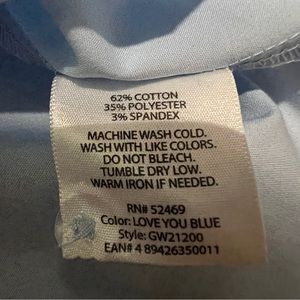 62% COTTON
35% POLYESTER
3% SPANDEX
MACHINE WASH COLD.
WASH WITH LIKE COLORS.
DO NOT BLEACH.
TUMBLE DRY LOW.
WARM IRON IF NEEDED.
RN# 52469
Color: LOVE YOU BLUE
Style: GW21200
EAN# 4 89426350011